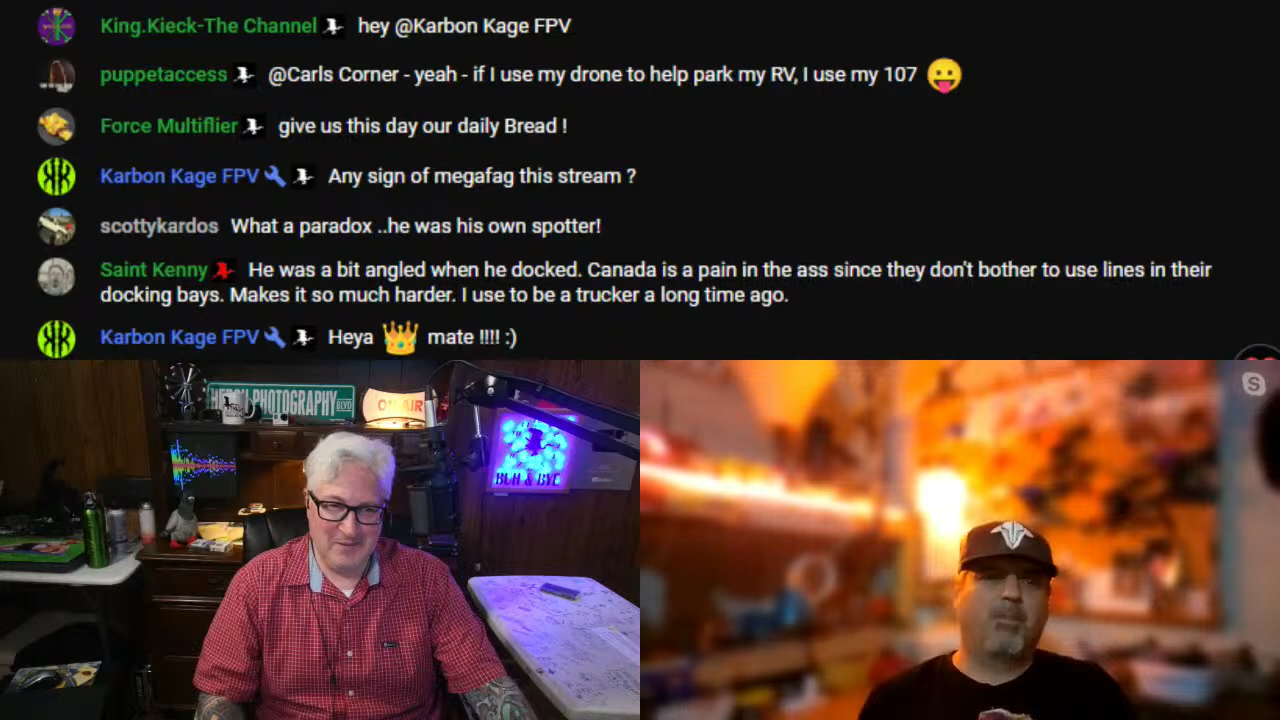 King.Kieck-The Channel hey @Karbon Kage FPV
puppetaccess @Carls Corner - yeah - if I use my drone to help park my RV, I use my 107 😛
Force Multiflier give us this day our daily Bread !
Karbon Kage FPV Any sign of megafag this stream ?
scottykardos What a paradox ..he was his own spotter!
Saint Kenny He was a bit angled when he docked. Canada is a pain in the ass since they don't bother to use lines in their
docking bays. Makes it so much harder. I use to be a trucker a long time ago.
Karbon Kage FPV Heya 👑 mate !!!! :)
PHOTOGRAPHY BLVD
ON AIR
BUH & BYE
S